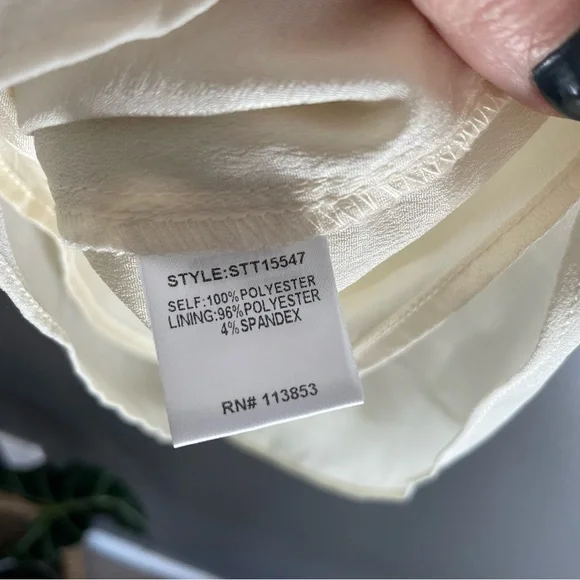 STYLE:STT15547
SELF:100%POLYESTER
LINING:96%POLYESTER
4%SPANDEX
RN# 113853